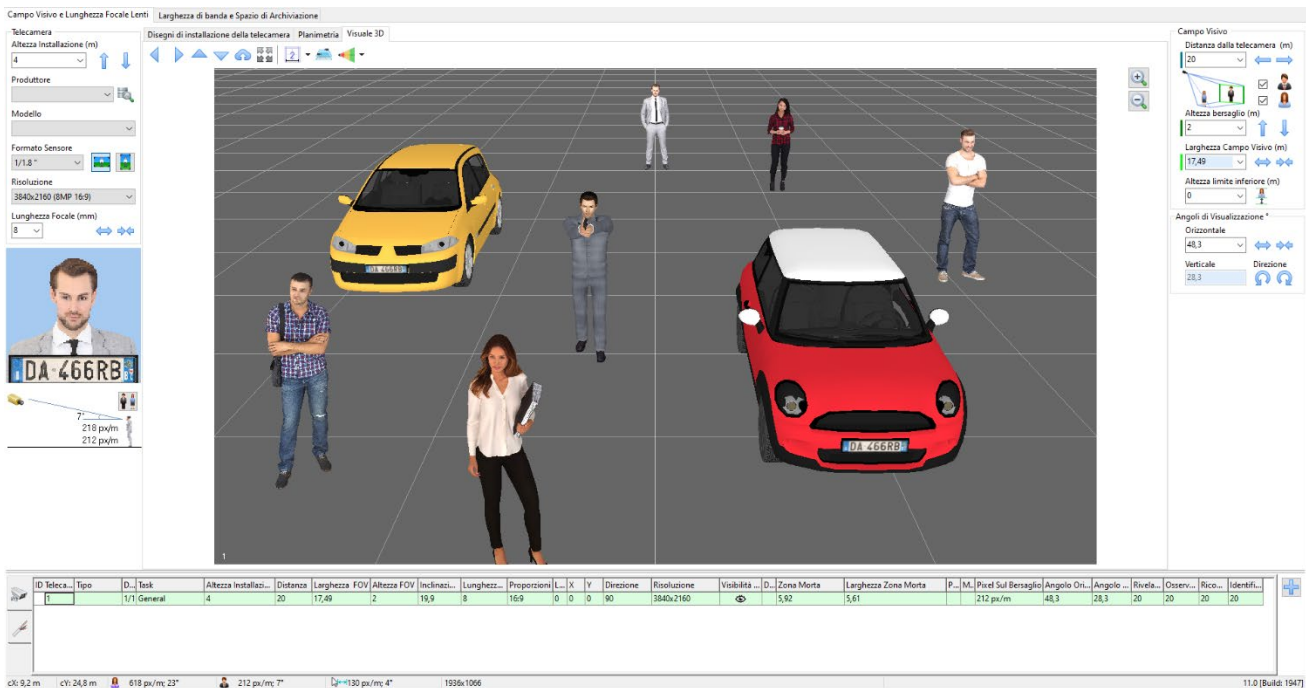 Campo Visivo e Lunghezza Focale Lenti Larghezza di banda e Spazio di Archiviazione
Telecamera
Altezza Installazione (m)
4
Produttore
Modello
Formato Sensore
1/1.8 "
Risoluzione
3840x2160 (8MP 16:9)
Lunghezza Focale (mm)
8
DA 466RB
7°
218 px/m
212 px/m
Disegni di installazione della telecamera Planimetria Visuale 3D
2
DA 466RB
DA 466RB
1
Campo Visivo
Distanza dalla telecamera (m)
20
Altezza bersaglio (m)
2
Larghezza Campo Visivo (m)
17,49
Altezza limite inferiore (m)
0
Angoli di Visualizzazione °
Orizzontale
48,3
Verticale Direzione
28,3
ID Teleca... Tipo D... Task Altezza Installazi... Distanza Larghezza FOV Altezza FOV Inclinazi... Lunghezz... Proporzioni L... X Y Direzione Risoluzione Visibilità ... D... Zona Morta Larghezza Zona Morta P... M.. Pixel Sul Bersaglio Angolo Ori... Angolo ... Rivela... Osserv... Rico... Identifi...
1 1/1 General 4 20 17,49 2 19,9 8 16:9 0 0 0 90 3840x2160 5,92 5,61 212 px/m 48,3 28,3 20 20 20 20
cX: 9,2 m cY: 24,8 m 618 px/m; 23° 212 px/m; 7° 130 px/m; 4° 1936x1066 11.0 [Build: 1947]